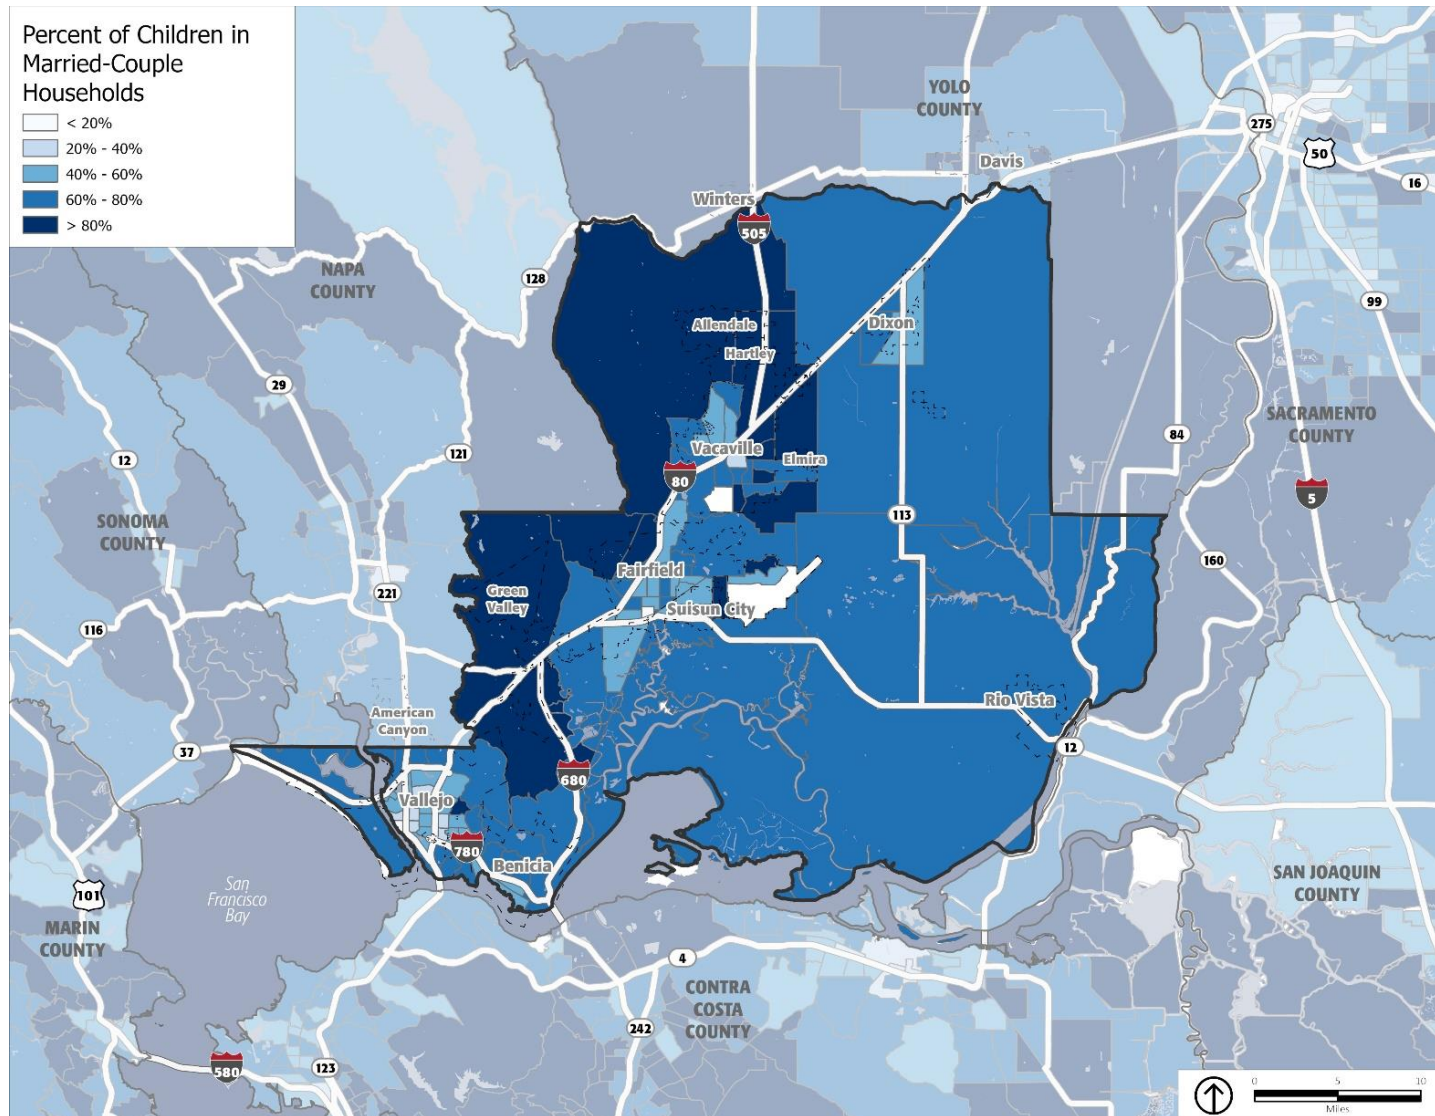 Percent of Children in
Married-Couple
Households
< 20%
20% - 40%
40% - 60%
60% - 80%
> 80%
YOLO
COUNTY
275
50
Davis
16
Winters
505
NAPA
COUNTY
128
99
Allendale
Dixon
Hartley
29
SACRAMENTO
COUNTY
84
12
121
Vacaville
Elmira
80
5
SONOMA
COUNTY
113
160
Fairfield
Green
Valley
221
Suisun City
116
Rio Vista
American
Canyon
12
37
680
Vallejo
780
Benicia
San
Francisco
Bay
101
MARIN
COUNTY
SAN JOAQUIN
COUNTY
4
CONTRA
COSTA
COUNTY
242
123
580
0 5 10
Miles